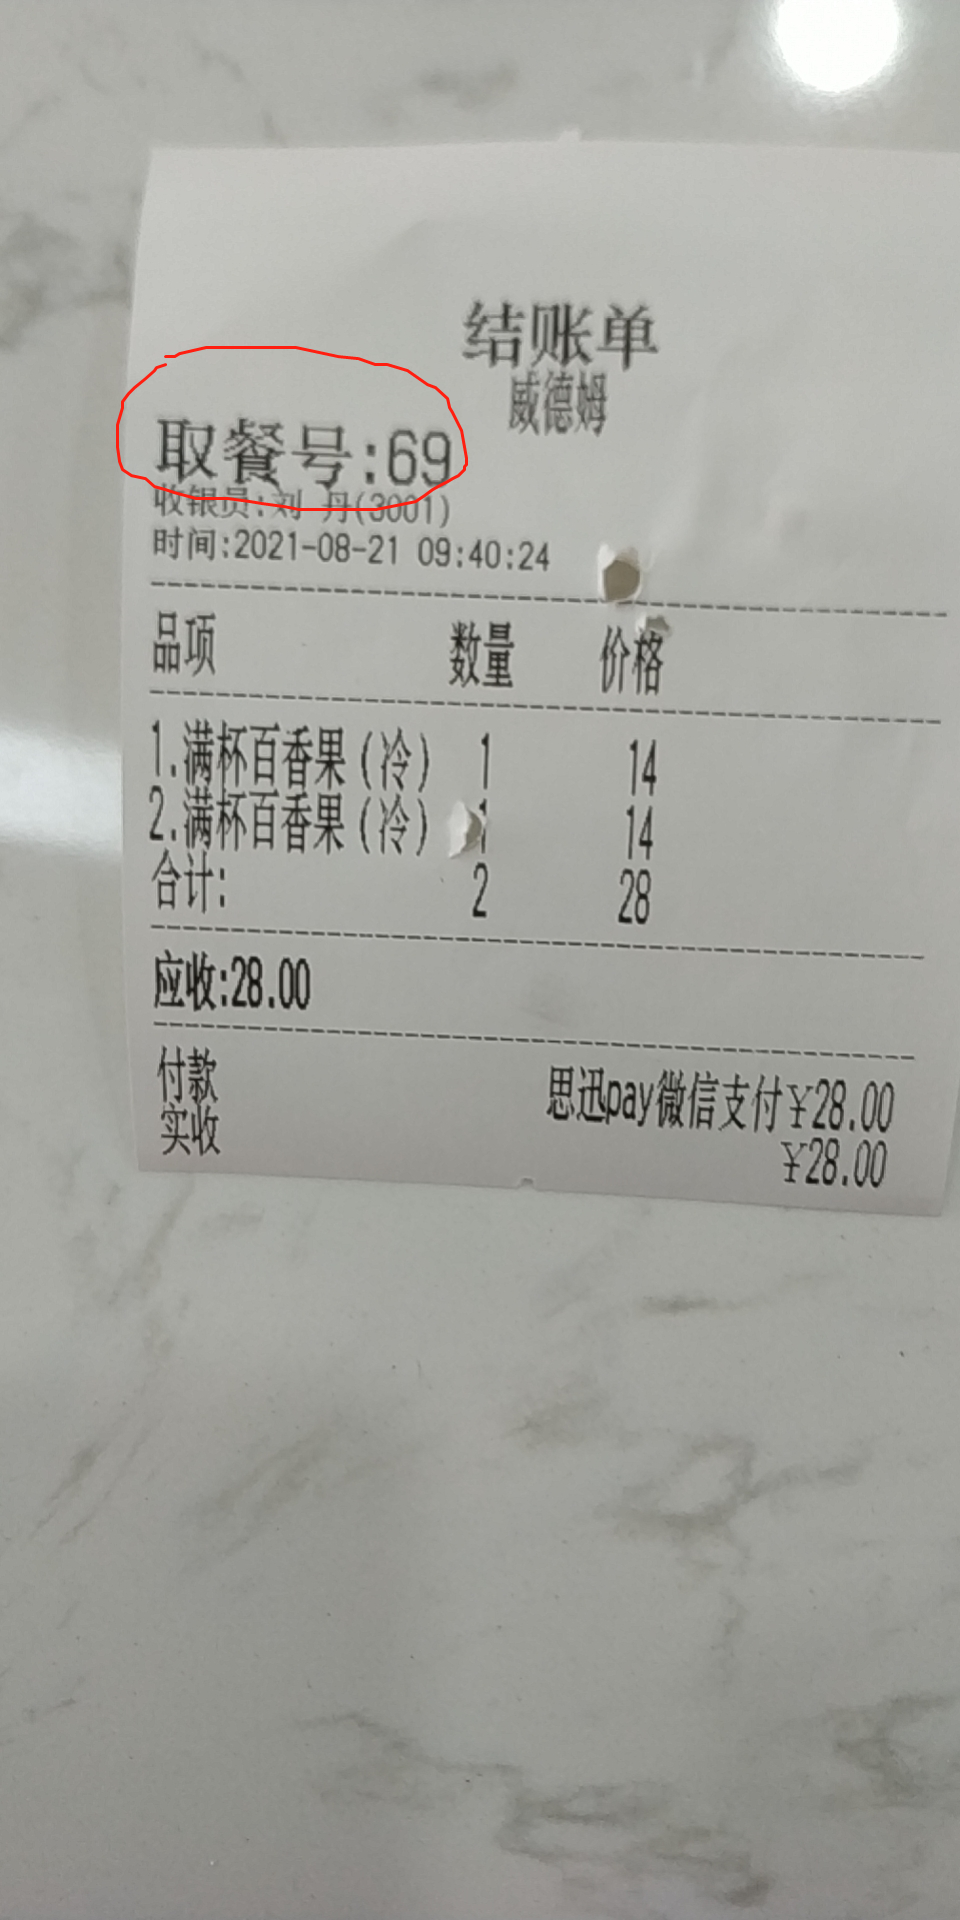 结账单
威德姆
取餐号:69
收银员:刘 丹(3001)
时间:2021-08-21 09:40:24
品项 数量 价格
1.满杯百香果(冷) 1 14
2.满杯百香果(冷) 1 14
合计: 2 28
应收:28.00
付款 思迅pay微信支付¥28.00
实收 ¥28.00